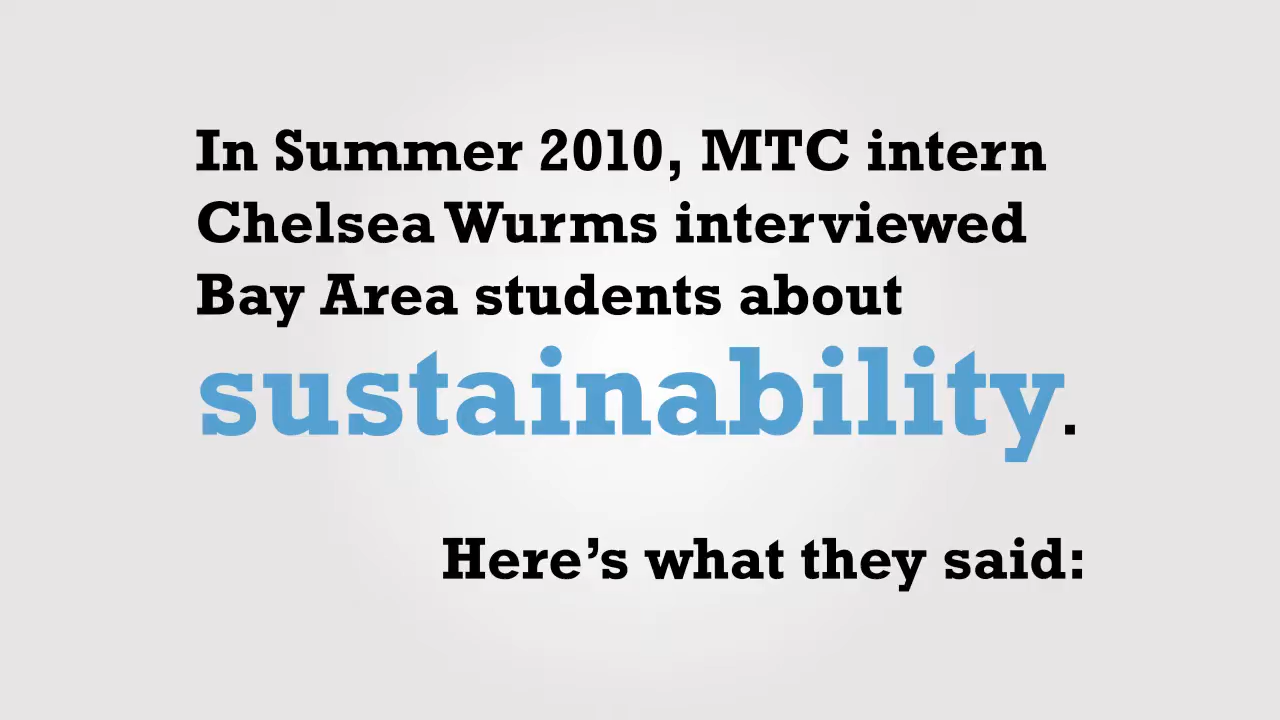 In Summer 2010, MTC intern
Chelsea Wurms interviewed
Bay Area students about
sustainability.
Here’s what they said: